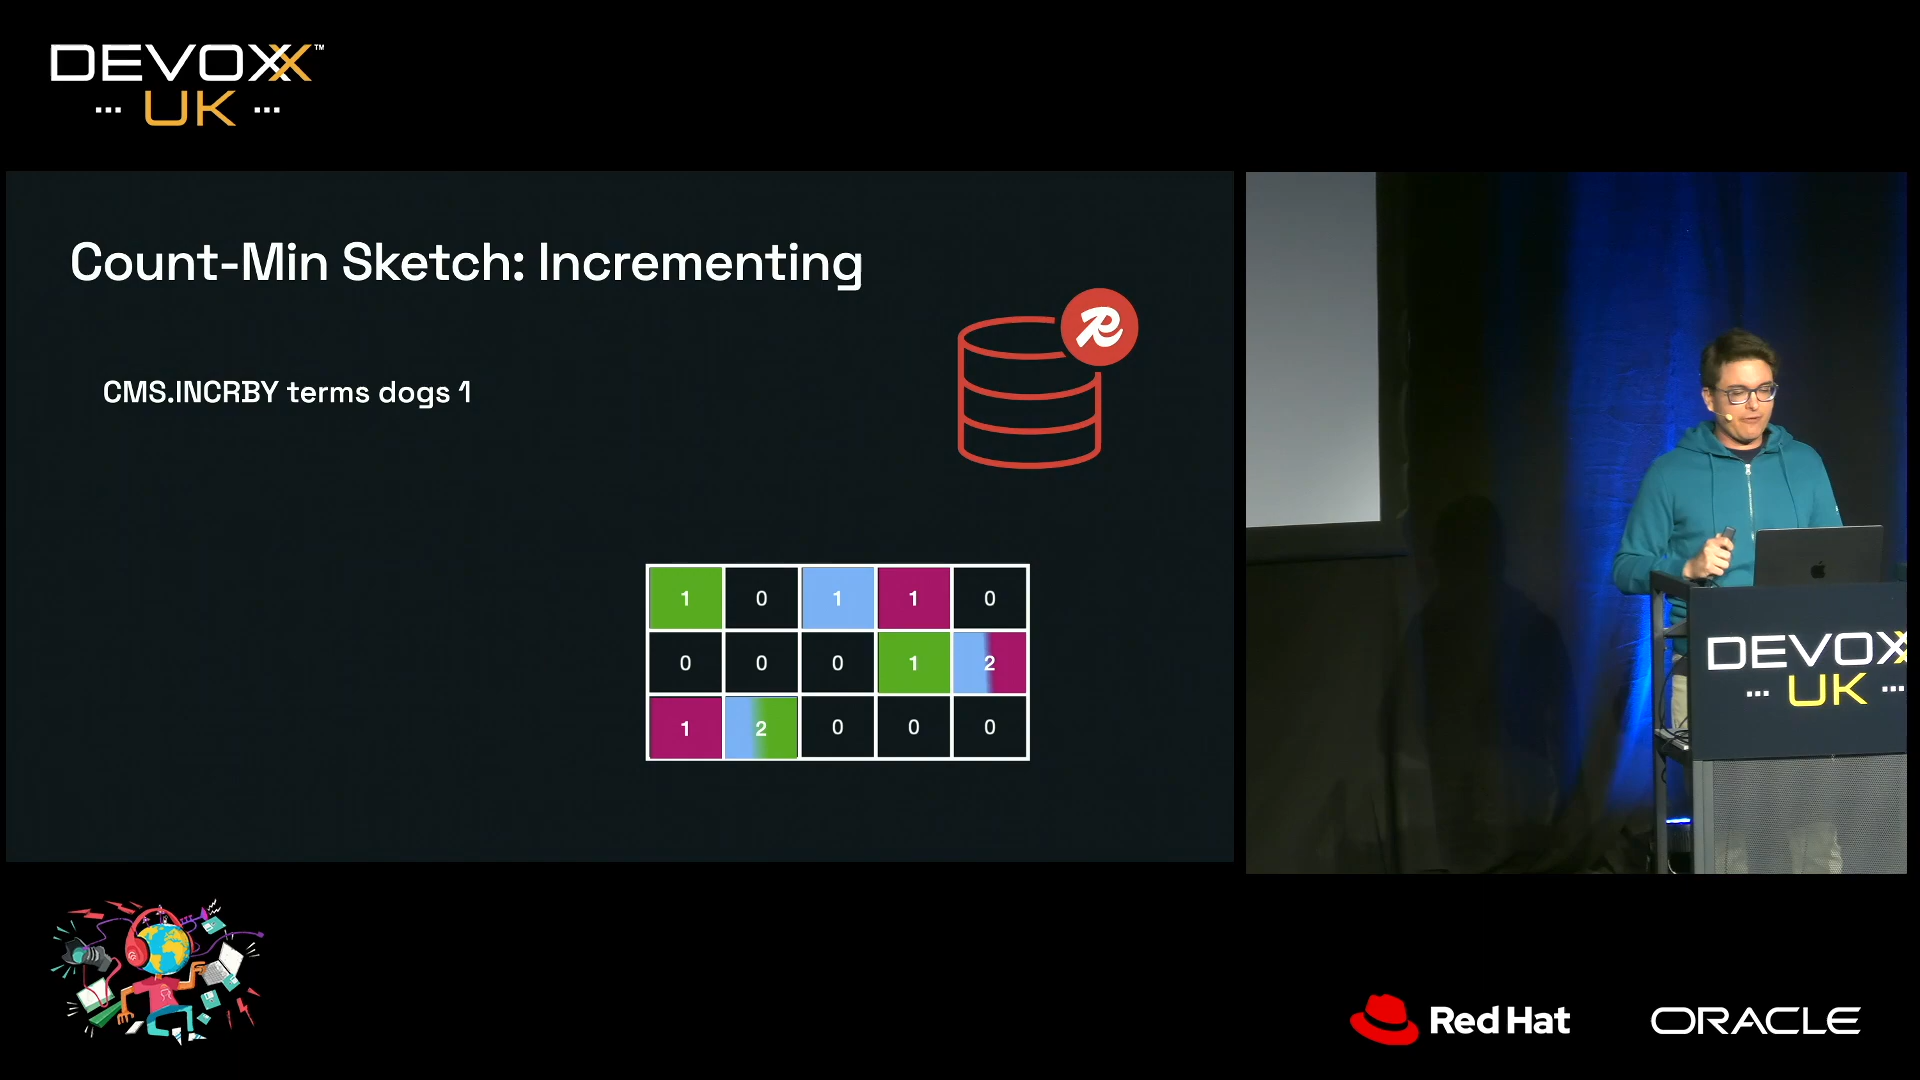 DEVOXX™
UK
Count-Min Sketch: Incrementing
CMS.INCRBY terms dogs 1
1 0 1 1 0
0 0 0 1 2
1 2 0 0 0
DEVOXX
UK
Red Hat
ORACLE